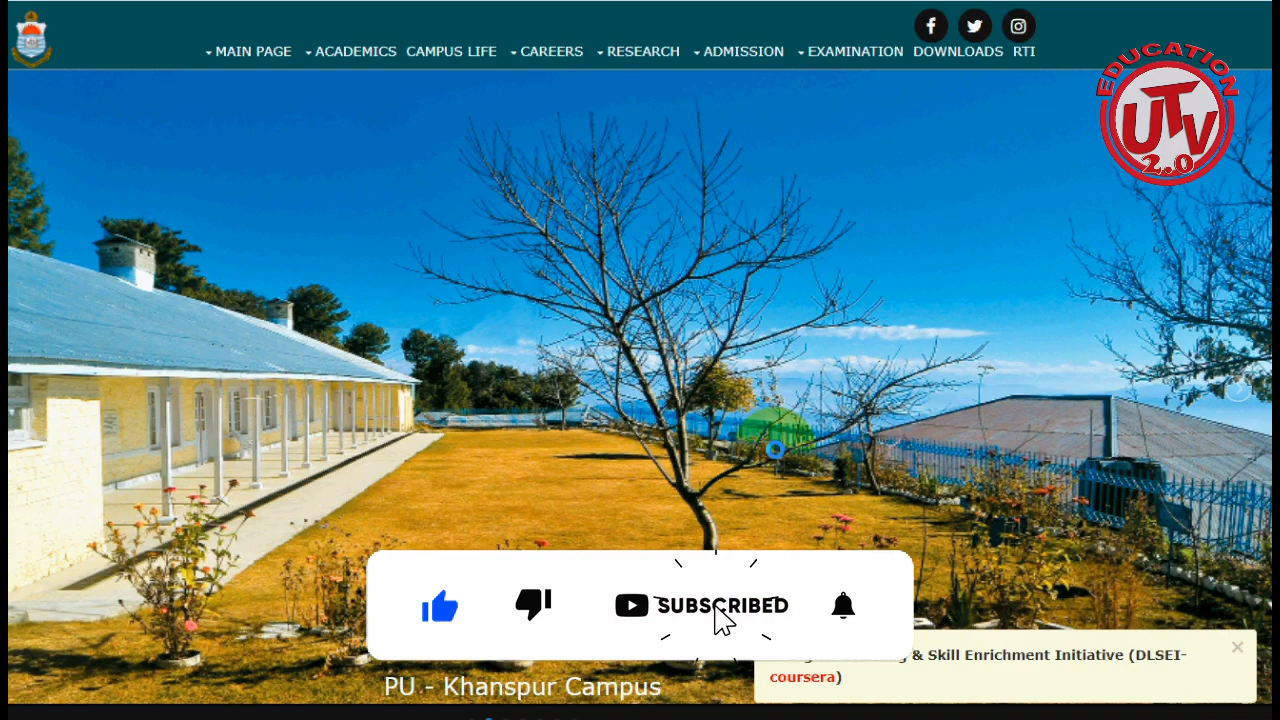 MAIN PAGE ACADEMICS CAMPUS LIFE CAREERS RESEARCH ADMISSION EXAMINATION DOWNLOADS RTI
EDUCATION
UTV
2.0
SUBSCRIBED
& Skill Enrichment Initiative (DLSEI-
coursera)
×
PU - Khanspur Campus